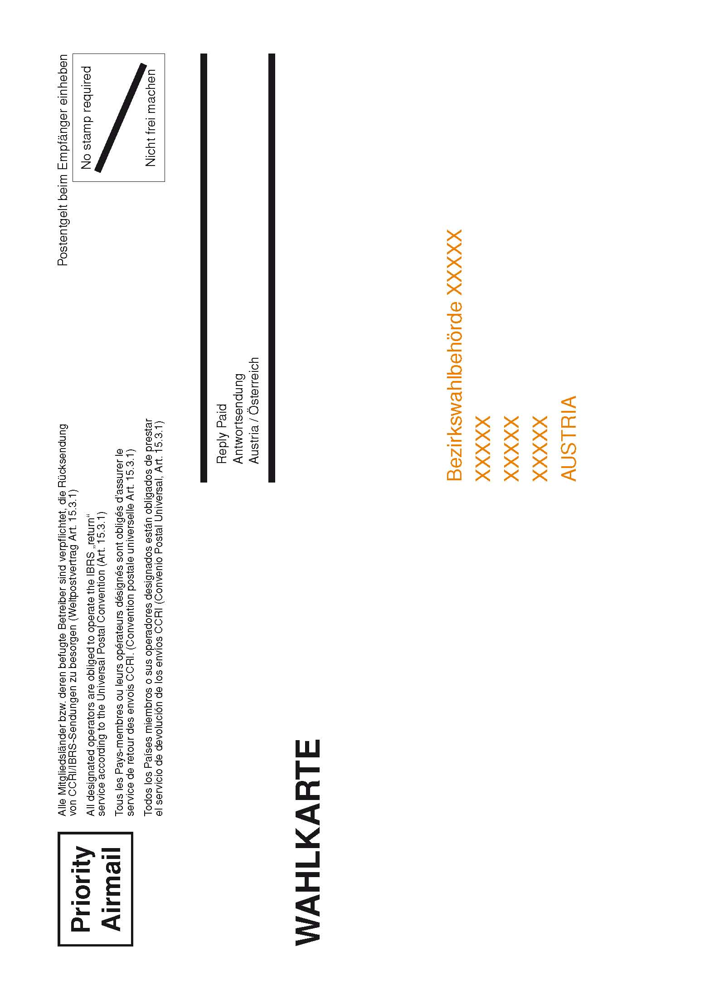 Priority
Airmail
Alle Mitgliedsländer bzw. deren befugte Betreiber sind verpflichtet, die Rücksendung
von CCRI/IBRS-Sendungen zu besorgen (Weltpostvertrag Art. 15.3.1)
All designated operators are obliged to operate the IBRS „return“
service according to the Universal Postal Convention (Art. 15.3.1)
Tous les Pays-membres ou leurs opérateurs désignés sont obligés d'assurer le
service de retour des envois CCRI. (Convention postale universelle Art. 15.3.1)
Todos los Países miembros o sus operadores designados están obligados de prestar
el servicio de devolución de los envíos CCRI (Convenio Postal Universal, Art. 15.3.1)
Postentgelt beim Empfänger einheben
No stamp required
Nicht frei machen
Reply Paid
Antwortsendung
Austria / Österreich
WAHLKARTE
Bezirkswahlbehörde XXXXX
XXXXX
XXXXX
XXXXX
AUSTRIA